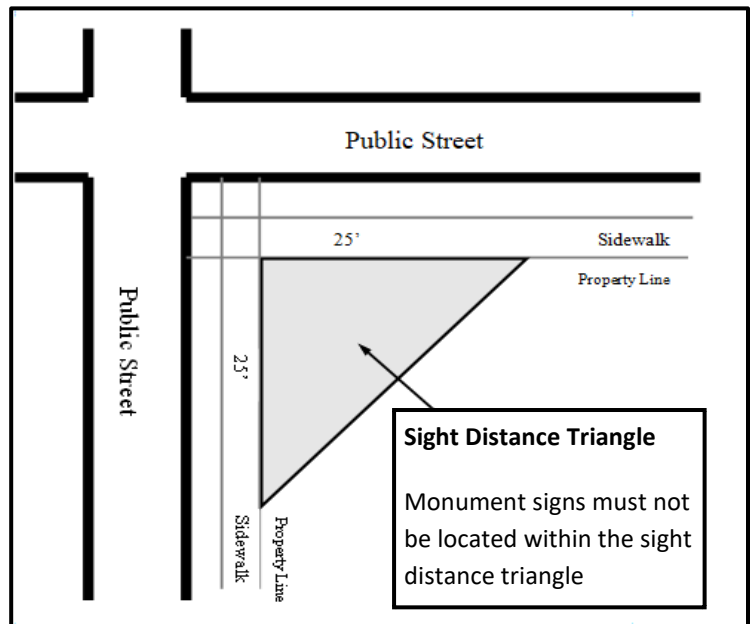 Public Street
25’
Sidewalk
Property Line
Public Street
25’
Sidewalk
Property Line
Sight Distance Triangle
Monument signs must not
be located within the sight
distance triangle